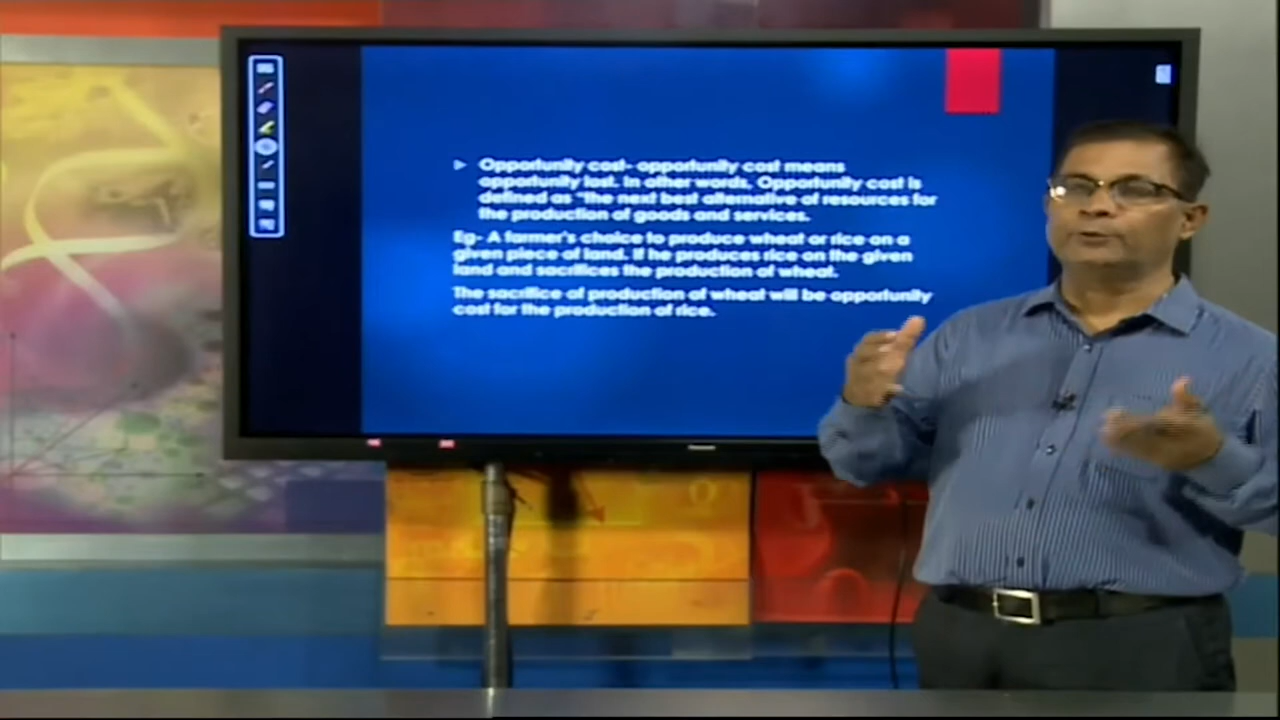 Opportunity cost- opportunity cost means
opportunity lost. In other words, Opportunity cost is
defined as "the next best alternative of resources for
the production of goods and services.
Eg- A farmer's choice to produce wheat or rice on a
given piece of land. If he produces rice on the given
land and sacrifices the production of wheat.
The sacrifice of production of wheat will be opportunity
cost for the production of rice.